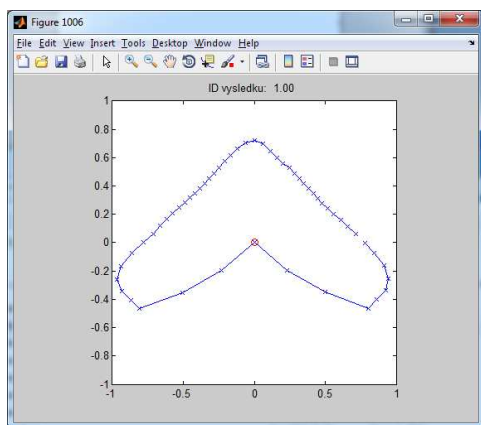 Figure 1006
File Edit View Insert Tools Desktop Window Help
ID vysledku: 1.00
1
0.8
0.6
0.4
0.2
0
-0.2
-0.4
-0.6
-0.8
-1
-1 -0.5 0 0.5 1